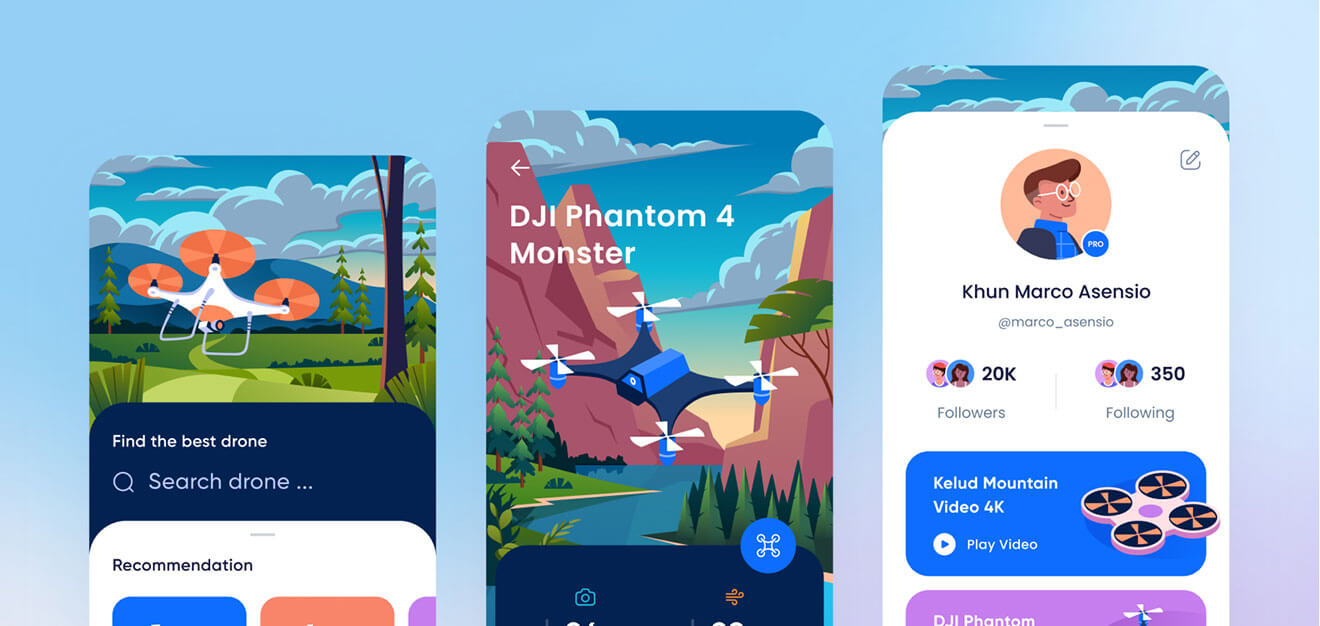 Find the best drone
Search drone ...
Recommendation
DJI Phantom 4
Monster
PRO
Khun Marco Asensio
@marco_asensio
20K
350
Followers
Following
Kelud Mountain
Video 4K
Play Video
DJI Phantom